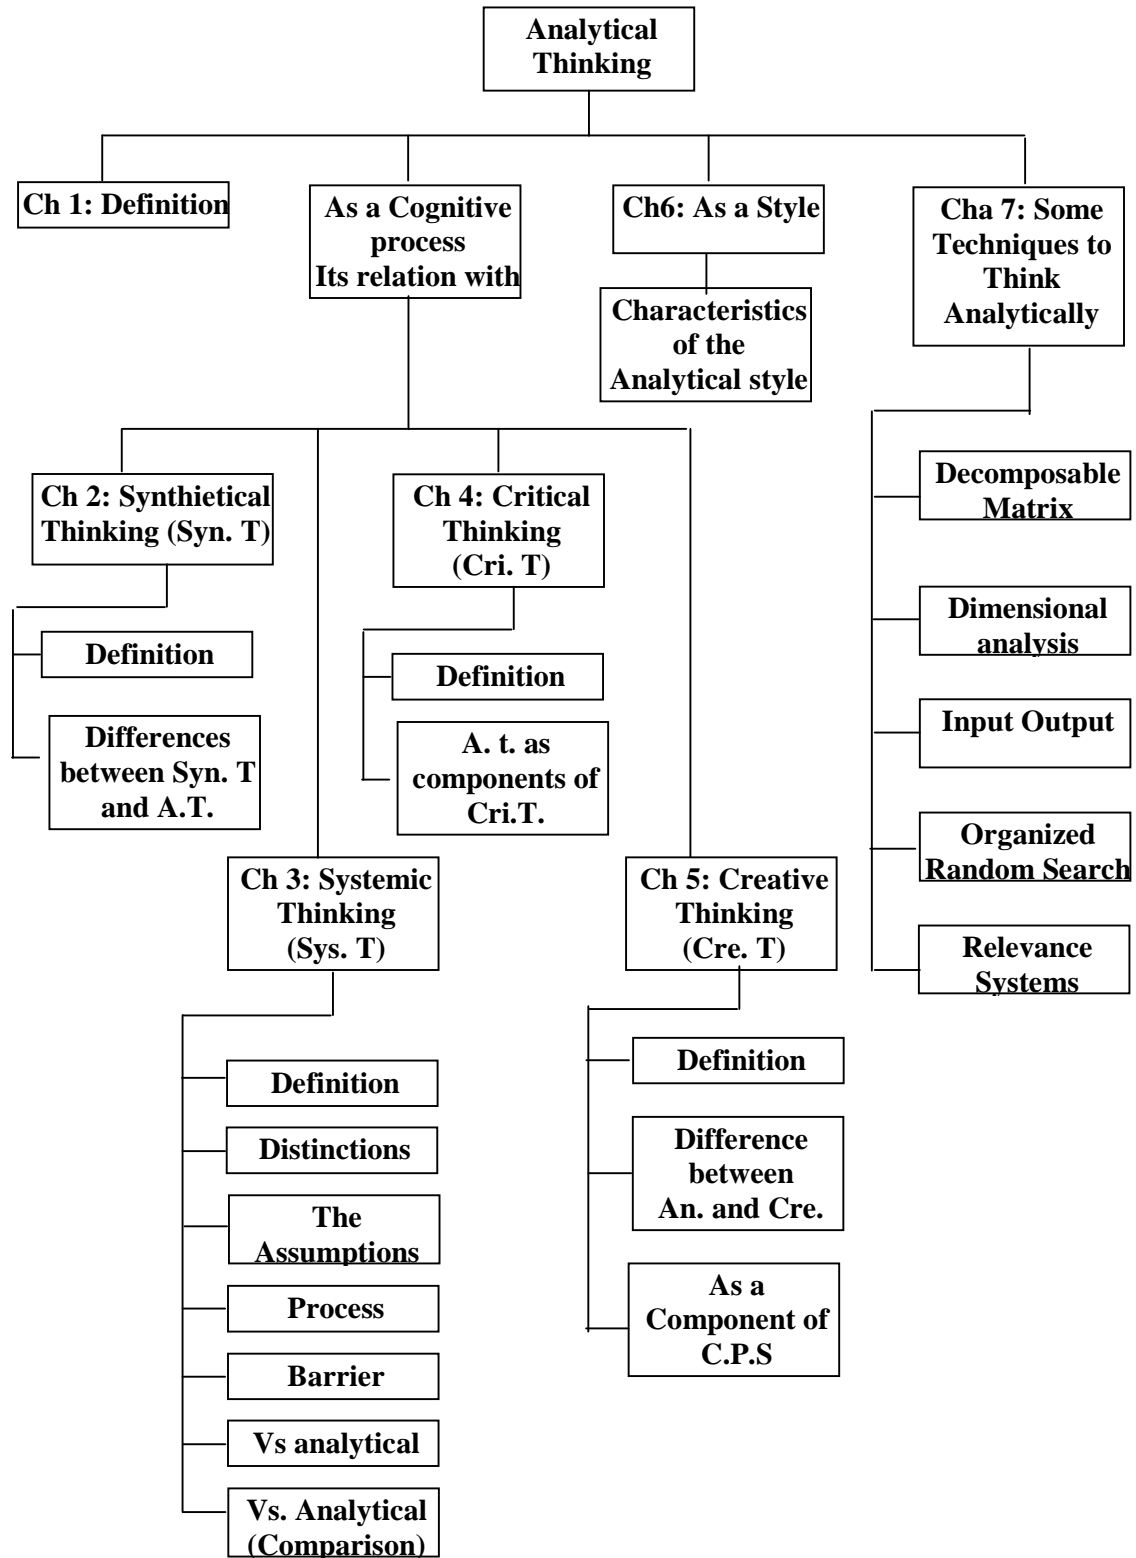 Analytical
Thinking
Ch 1: Definition
As a Cognitive
process
Its relation with
Ch6: As a Style
Cha 7: Some
Techniques to
Think
Analytically
Characteristics
of the
Analytical style
Ch 2: Synthietical
Thinking (Syn. T)
Ch 4: Critical
Thinking
(Cri. T)
Decomposable
Matrix
Dimensional
analysis
Input Output
Organized
Random Search
Relevance
Systems
Definition
Differences
between Syn. T
and A.T.
Definition
A. t. as
components of
Cri.T.
Ch 3: Systemic
Thinking
(Sys. T)
Ch 5: Creative
Thinking
(Cre. T)
Definition
Distinctions
The
Assumptions
Process
Barrier
Vs analytical
Vs. Analytical
(Comparison)
Definition
Difference
between
An. and Cre.
As a
Component of
C.P.S